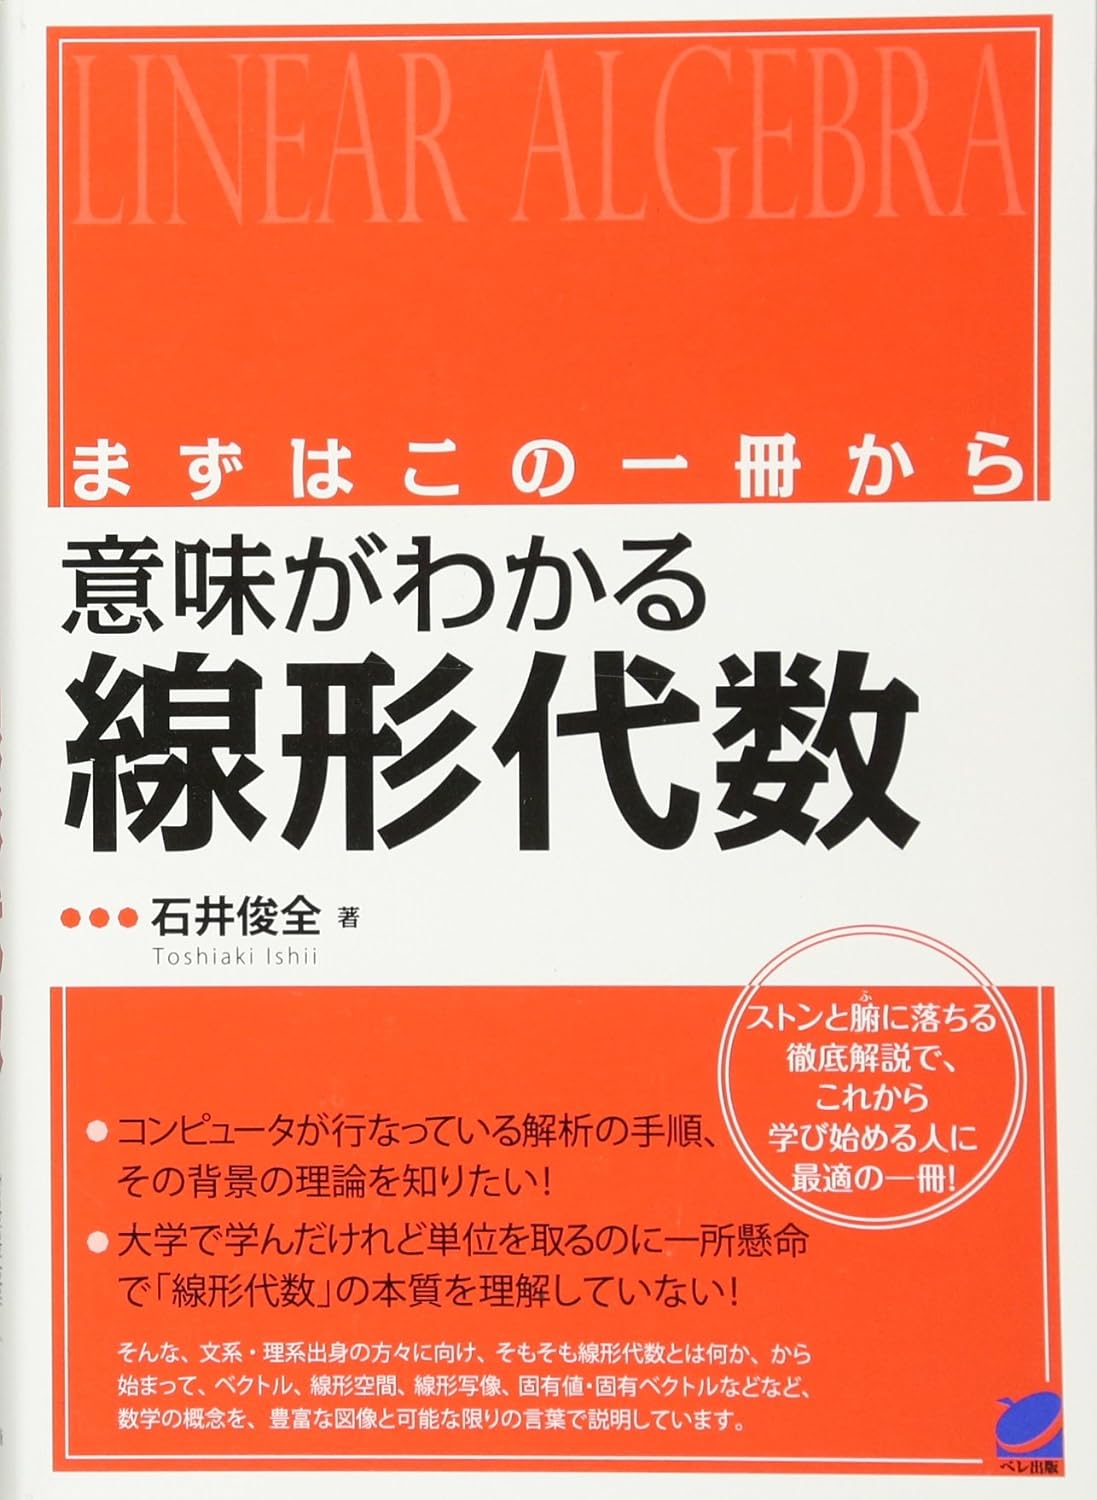 LINEAR ALGEBRA
まずはこの一冊から
意味がわかる
線形代数
石井俊全 著
Toshiaki Ishii
ふ
ストンと腑に落ちる
徹底解説で、
これから
学び始める人に
最適の一冊!
コンピュータが行なっている解析の手順、
その背景の理論を知りたい!
大学で学んだけれど単位を取るのに一所懸命
で「線形代数」の本質を理解していない!
そんな、文系・理系出身の方々に向け、そもそも線形代数とは何か、から
始まって、ベクトル、線形空間、線形写像、固有値・固有ベクトルなどなど、
数学の概念を、豊富な図像と可能な限りの言葉で説明しています。
ベレ出版